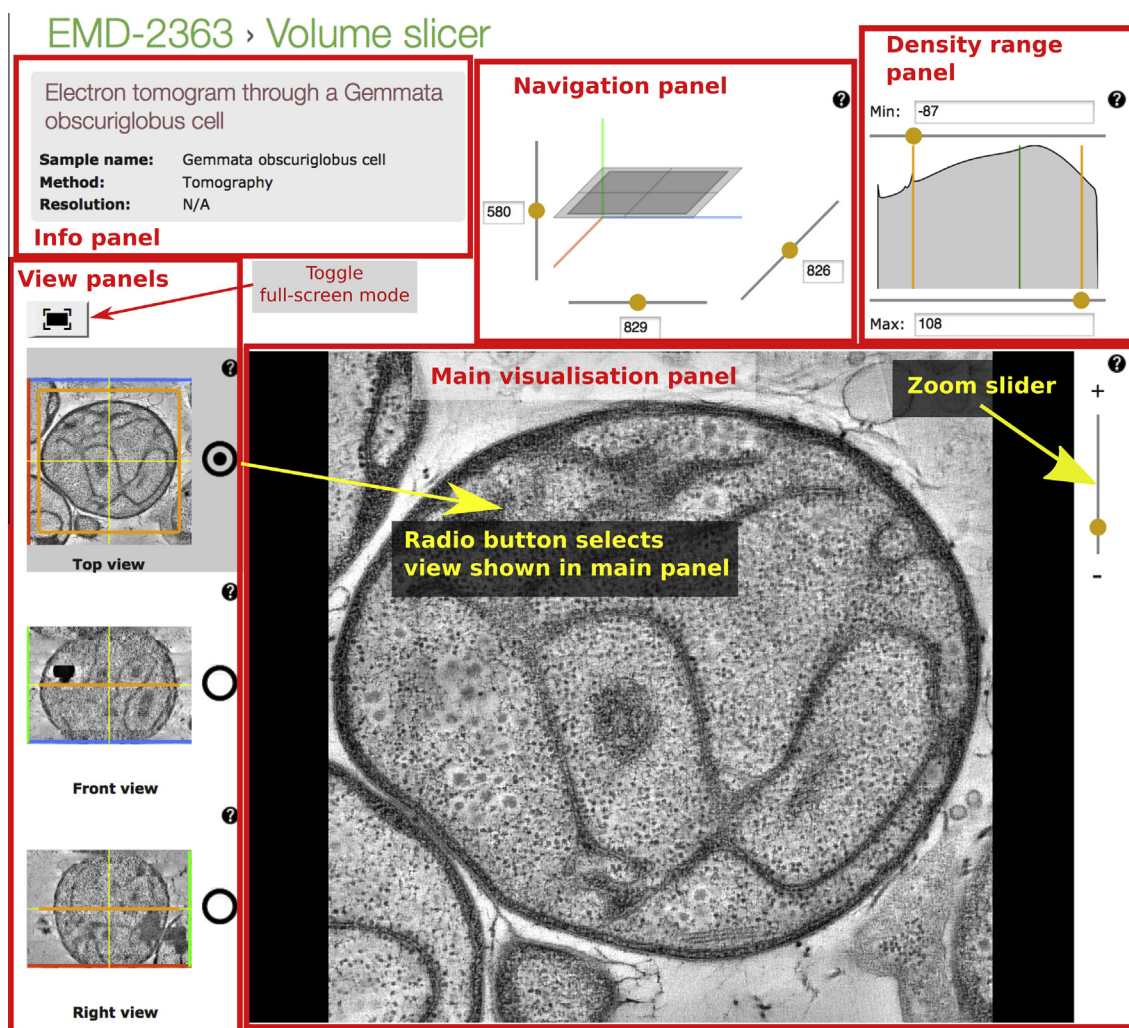 EMD-2363 › Volume slicer
Electron tomogram through a Gemmata
obscuriglobus cell
Sample name: Gemmata obscuriglobus cell
Method: Tomography
Resolution: N/A
Info panel
Navigation panel
?
580
826
829
Density range
panel
?
Min: -87
Max: 108
View panels
Toggle
full-screen mode
?
Top view
?
Front view
?
Right view
Main visualisation panel
Radio button selects
view shown in main panel
Zoom slider
?
+
-